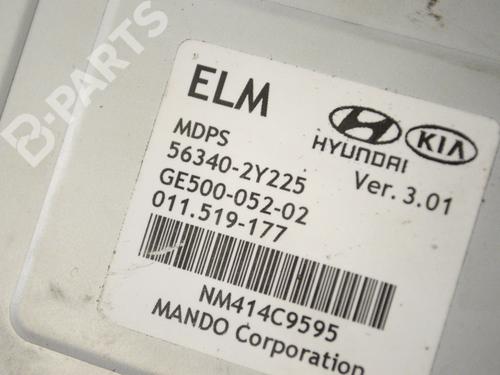 B-PARTS
ELM
HYUNDAI
KIA
MDPS
56340-2Y225
Ver. 3.01
GE500-052-02
011.519-177
NM414C9595
MANDO Corporation